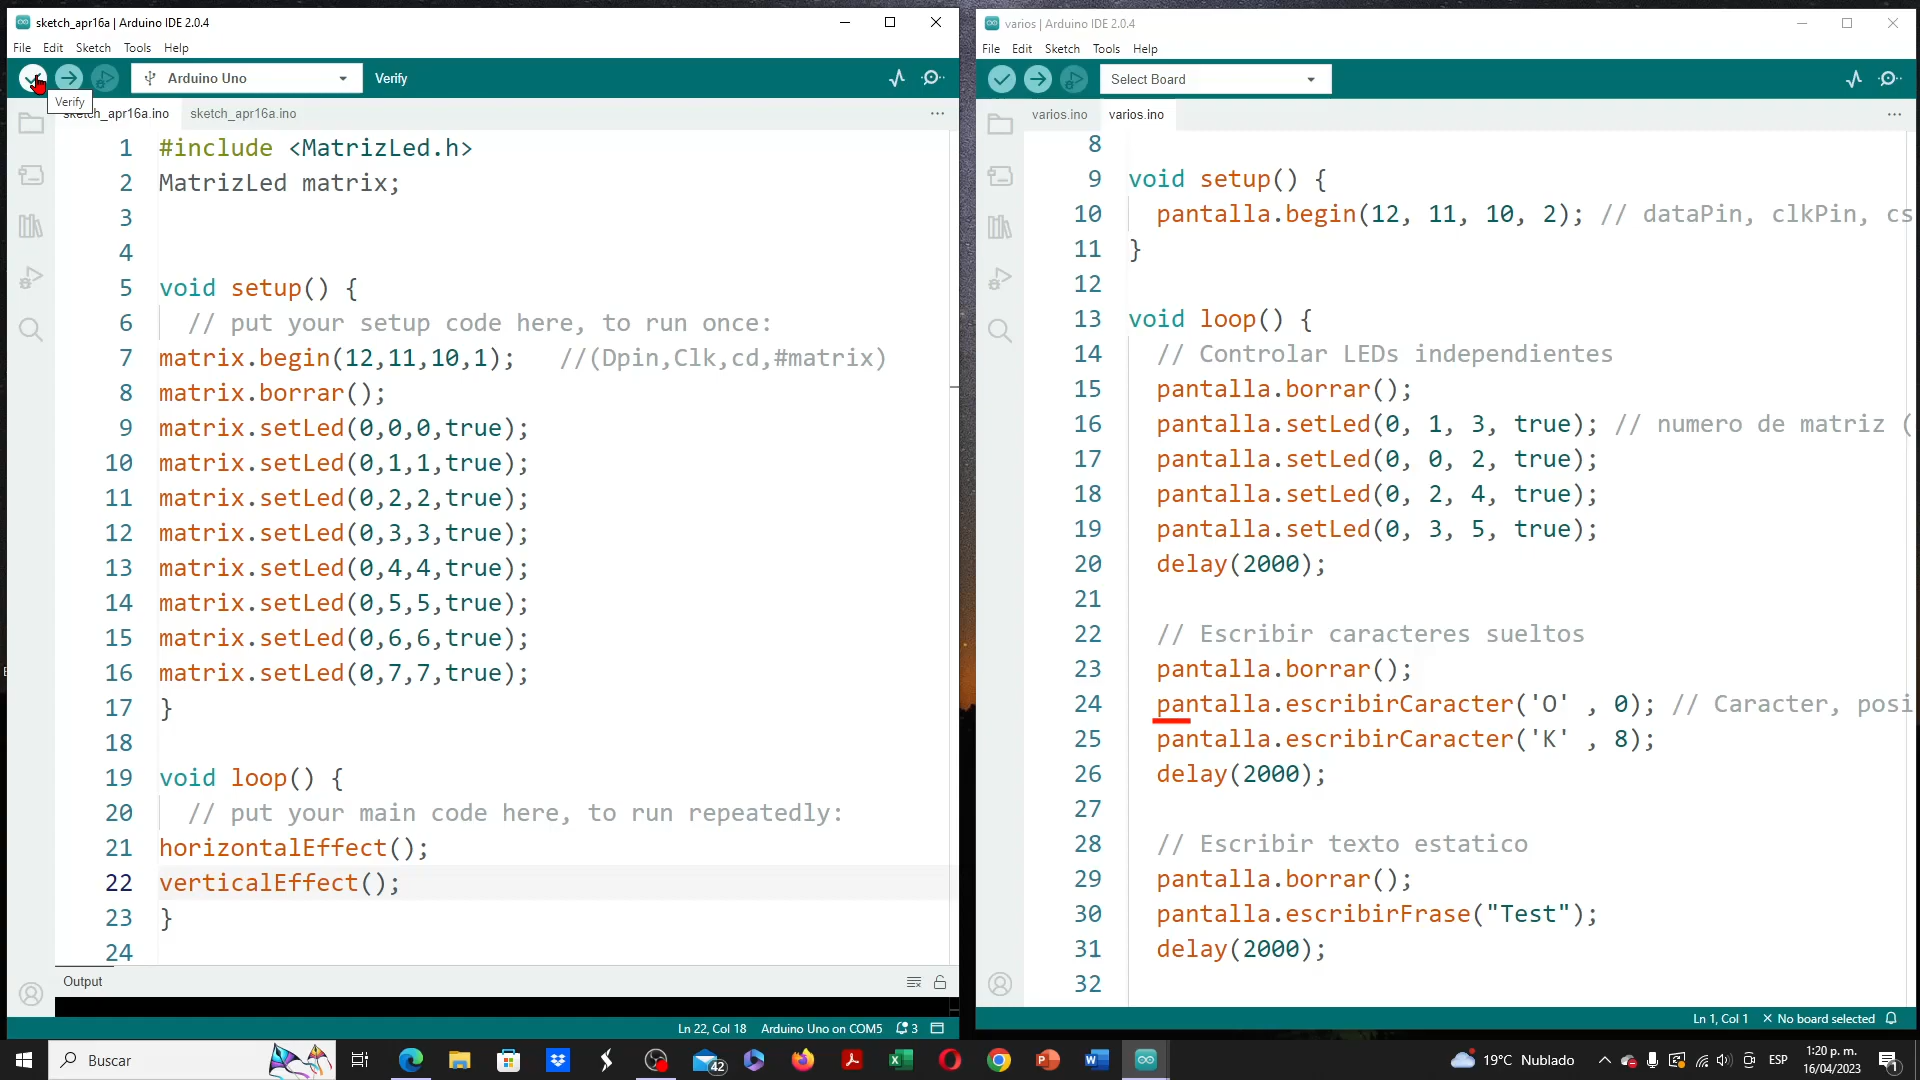 sketch_apr16a | Arduino IDE 2.0.4
File Edit Sketch Tools Help
Arduino Uno
Verify
Verify
sketch_apr16a.ino
sketch_apr16a.ino
1 #include <MatrizLed.h>
2 MatrizLed matrix;
3
4
5 void setup() {
6 // put your setup code here, to run once:
7 matrix.begin(12,11,10,1); //(Dpin,Clk,cd,#matrix)
8 matrix.borrar();
9 matrix.setLed(0,0,0,true);
10 matrix.setLed(0,1,1,true);
11 matrix.setLed(0,2,2,true);
12 matrix.setLed(0,3,3,true);
13 matrix.setLed(0,4,4,true);
14 matrix.setLed(0,5,5,true);
15 matrix.setLed(0,6,6,true);
16 matrix.setLed(0,7,7,true);
17 }
18
19 void loop() {
20 // put your main code here, to run repeatedly:
21 horizontalEffect();
22 verticalEffect();
23 }
24
Output
Ln 22, Col 18 Arduino Uno on COM5 3
varios | Arduino IDE 2.0.4
File Edit Sketch Tools Help
Select Board
varios.ino
varios.ino
8
9 void setup() {
10 pantalla.begin(12, 11, 10, 2); // dataPin, clkPin, cs
11 }
12
13 void loop() {
14 // Controlar LEDs independientes
15 pantalla.borrar();
16 pantalla.setLed(0, 1, 3, true); // numero de matriz (
17 pantalla.setLed(0, 0, 2, true);
18 pantalla.setLed(0, 2, 4, true);
19 pantalla.setLed(0, 3, 5, true);
20 delay(2000);
21
22 // Escribir caracteres sueltos
23 pantalla.borrar();
24 pantalla.escribirCaracter('O' , 0); // Caracter, posi
25 pantalla.escribirCaracter('K' , 8);
26 delay(2000);
27
28 // Escribir texto estatico
29 pantalla.borrar();
30 pantalla.escribirFrase("Test");
31 delay(2000);
32
Ln 1, Col 1 No board selected
Buscar
42
19°C Nublado
ESP
1:20 p. m.
16/04/2023
1